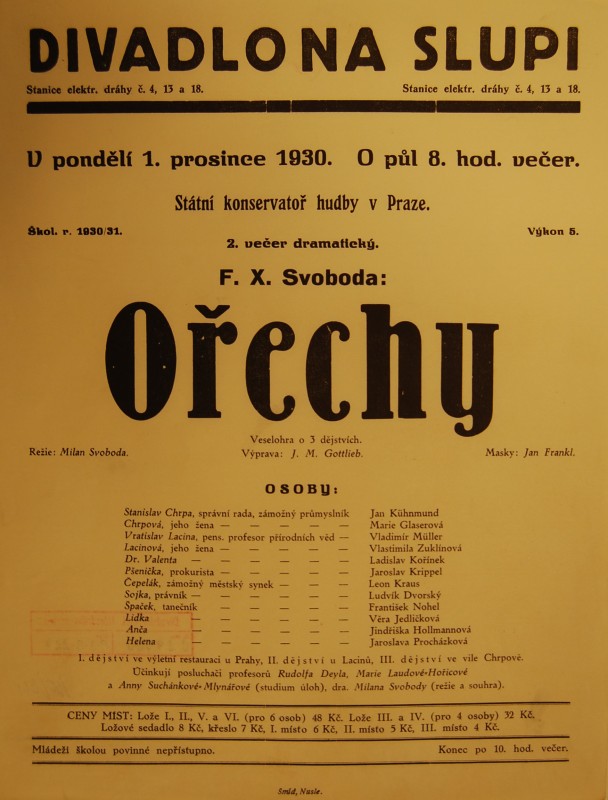 DIVADLO NA SLUPI
Stanice elektr. dráhy č. 4, 13 a 18. Stanice elektr. dráhy č. 4, 13 a 18.
V pondělí 1. prosince 1930. O půl 8. hod. večer.
Státní konservatoř hudby v Praze.
Škol. r. 1930/31. Výkon 5.
2. večer dramatický.
F. X. Svoboda:
Ořechy
Veselohra o 3 dějstvích.
Režie: Milan Svoboda. Výprava: J. M. Gottlieb. Masky: Jan Frankl.
OSOBY:
Stanislav Chrpa, správní rada, zámožný průmyslník Jan Kühnmund
Chrpová, jeho žena — — — — — Marie Glaserová
Vratislav Lacina, pens. profesor přírodních věd — Vladimír Müller
Lacinová, jeho žena — — — — — Vlastimila Zuklínová
Dr. Valenta — — — — — — Ladislav Kořínek
Pšenička, prokurista — — — — — Jaroslav Krippel
Čepelák, zámožný městský synek — — — Leon Kraus
Sojka, právník — — — — — — Ludvík Dvorský
Špaček, tanečník — — — — — František Nohel
Lidka — — — — — — Věra Jedličková
Anča — — — — — — Jindřiška Hollmannová
Helena — — — — — — Jaroslava Procházková
I. dějství ve výletní restauraci u Prahy, II. dějství u Lacinů, III. dějství ve vile Chrpově.
Účinkují posluchači profesorů Rudolfa Deyla, Marie Laudové-Hořicové
a Anny Suchánkové-Mlynářové (studium úloh), dra. Milana Svobody (režie a souhra).
CENY MÍST: Lože I., II., V. a VI. (pro 6 osob) 48 Kč. Lože III. a IV. (pro 4 osoby) 32 Kč.
Ložové sedadlo 8 Kč, křeslo 7 Kč, I. místo 6 Kč, II. místo 5 Kč, III. místo 4 Kč.
Mládeži školou povinné nepřístupno. Konec po 10. hod. večer.
Šmíd, Nusle.